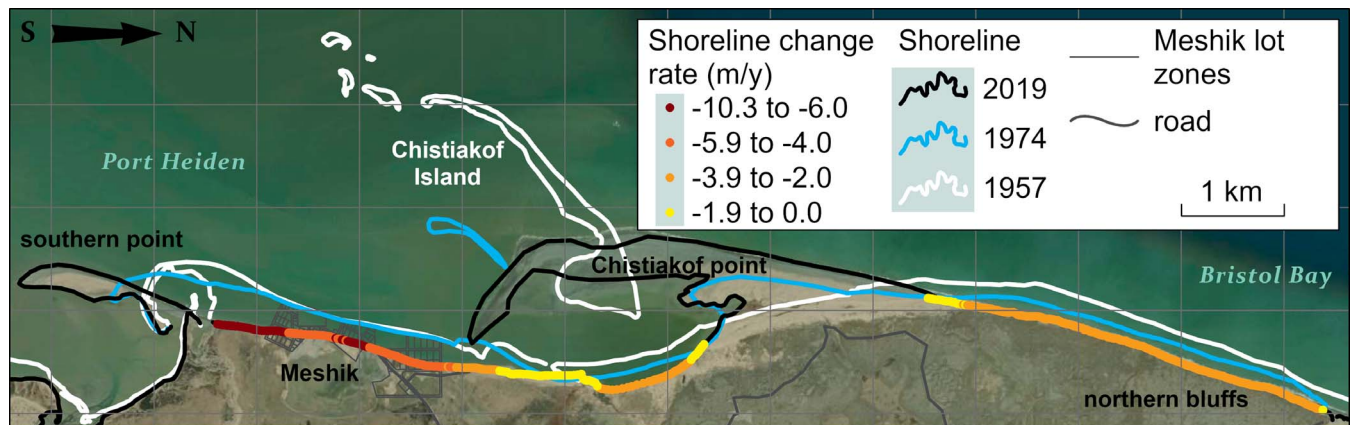 S N
Port Heiden
Chistiakof
Island
southern point
Chistiakof point
Meshik
Bristol Bay
northern bluffs
Shoreline change
rate (m/y)
-10.3 to -6.0
-5.9 to -4.0
-3.9 to -2.0
-1.9 to 0.0
Shoreline
2019
1974
1957
Meshik lot
zones
road
1 km